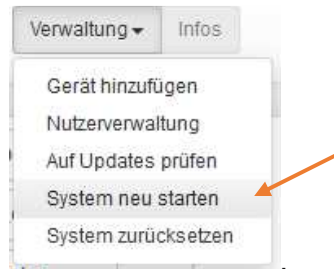 Verwaltung Infos
Gerät hinzufügen
Nutzerverwaltung
Auf Updates prüfen
System neu starten
System zurücksetzen